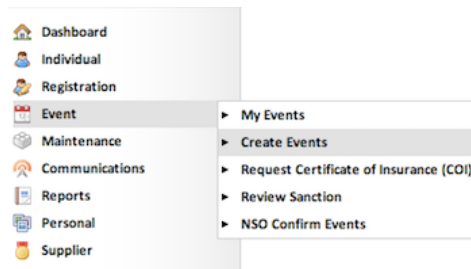 Dashboard
Individual
Registration
Event
Maintenance
Communications
Reports
Personal
Supplier
My Events
Create Events
Request Certificate of Insurance (COI)
Review Sanction
NSO Confirm Events